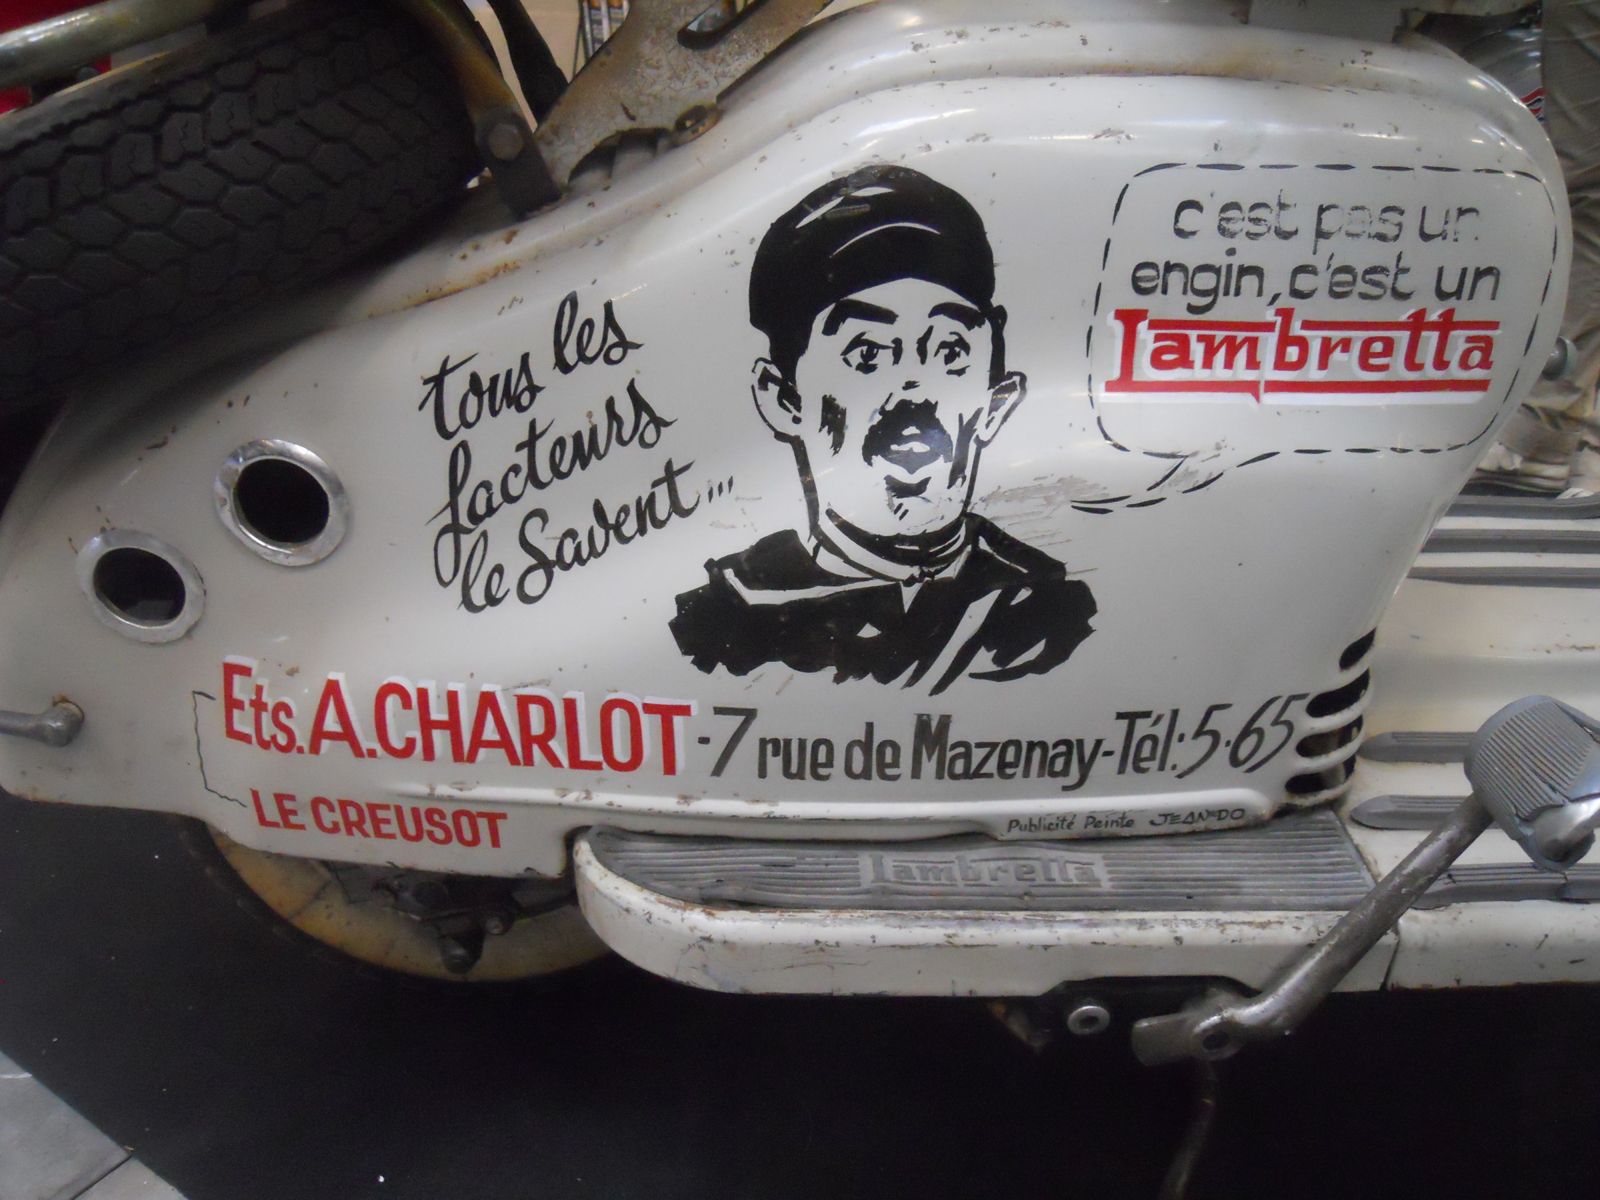 tous les
facteurs
le Savent...
c'est pas un
engin, c'est un
Lambretta
Ets. A. CHARLOT - 7 rue de Mazenay - Tél: 5.65
LE CREUSOT
Publicité Peinte JEAN-DO
Lambretta